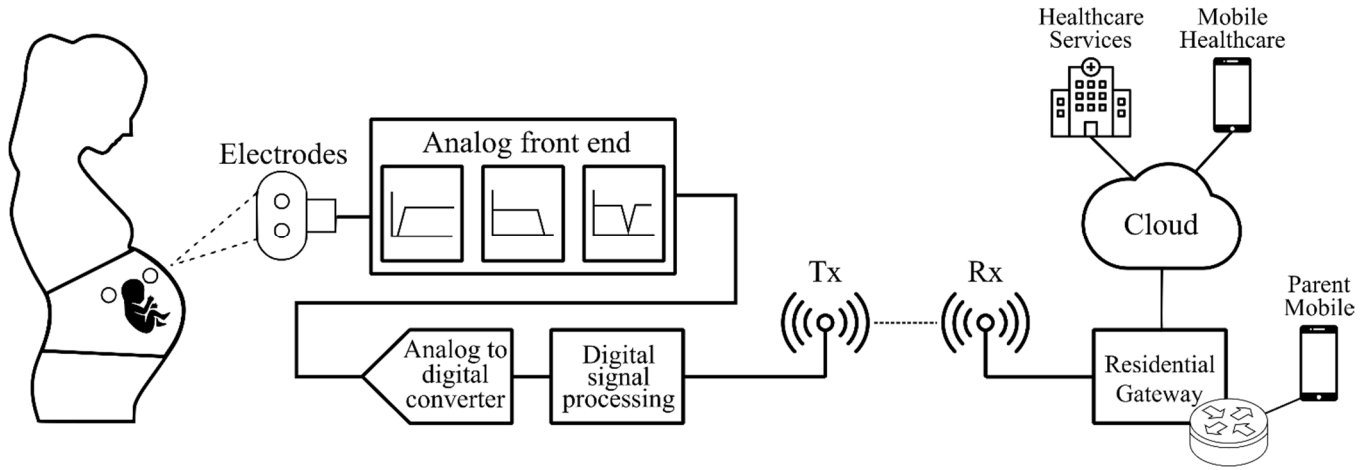 Healthcare
Services
Mobile
Healthcare
Electrodes
Analog front end
Cloud
Tx
Rx
Parent
Mobile
Analog to
digital
converter
Digital
signal
processing
Residential
Gateway